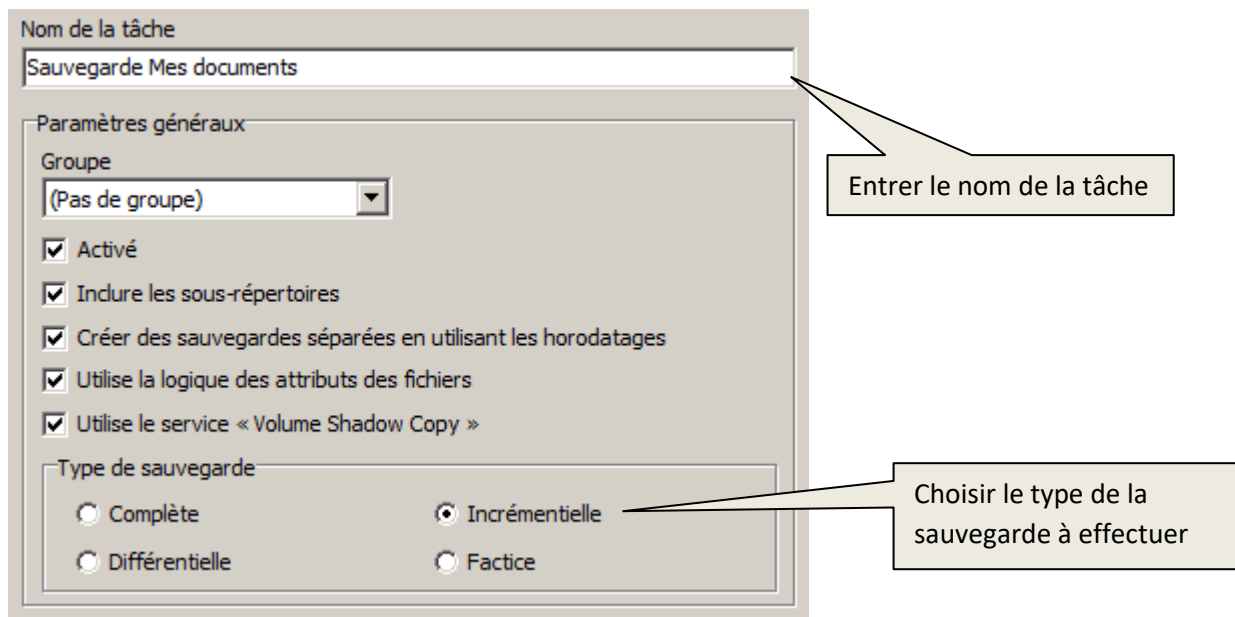 Nom de la tâche
Sauvegarde Mes documents
Paramètres généraux
Groupe
(Pas de groupe)
Entrer le nom de la tâche
Activé
Inclure les sous-répertoires
Créer des sauvegardes séparées en utilisant les horodatages
Utilise la logique des attributs des fichiers
Utilise le service « Volume Shadow Copy »
Type de sauvegarde
Complète
Incrémentielle
Choisir le type de la
sauvegarde à effectuer
Différentielle
Factice